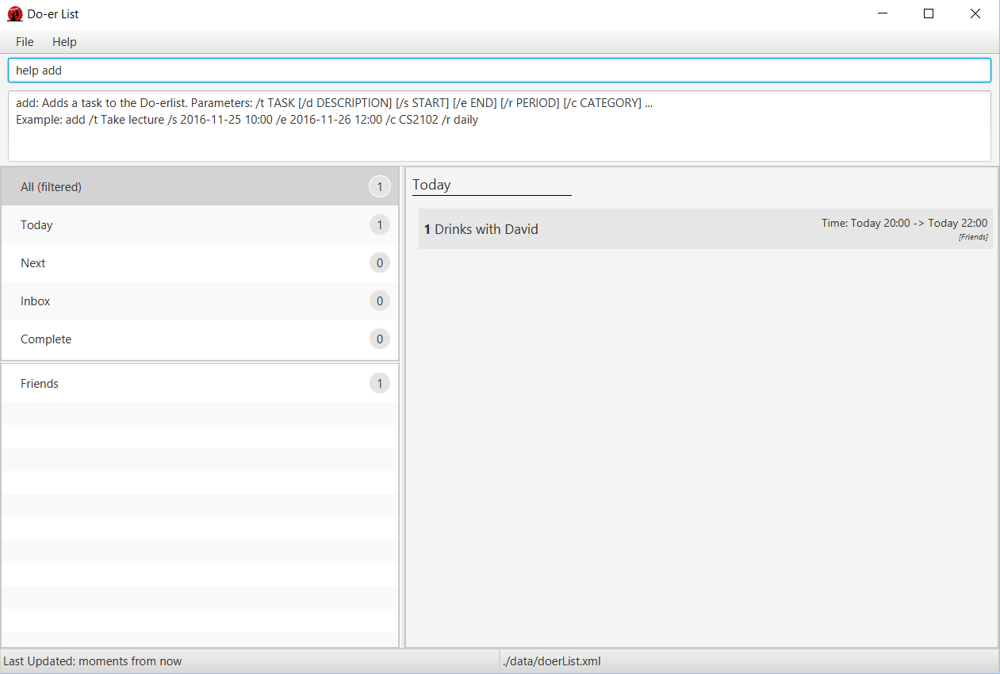 Do-er List
File Help
help add
add: Adds a task to the Do-erlist. Parameters: /t TASK [/d DESCRIPTION] [/s START] [/e END] [/r PERIOD] [/c CATEGORY] ...
Example: add /t Take lecture /s 2016-11-25 10:00 /e 2016-11-26 12:00 /c CS2102 /r daily
All (filtered) 1
Today 1
Next 0
Inbox 0
Complete 0
Friends 1
Today
1 Drinks with David
Time: Today 20:00 -> Today 22:00
[Friends]
Last Updated: moments from now
./data/doerList.xml